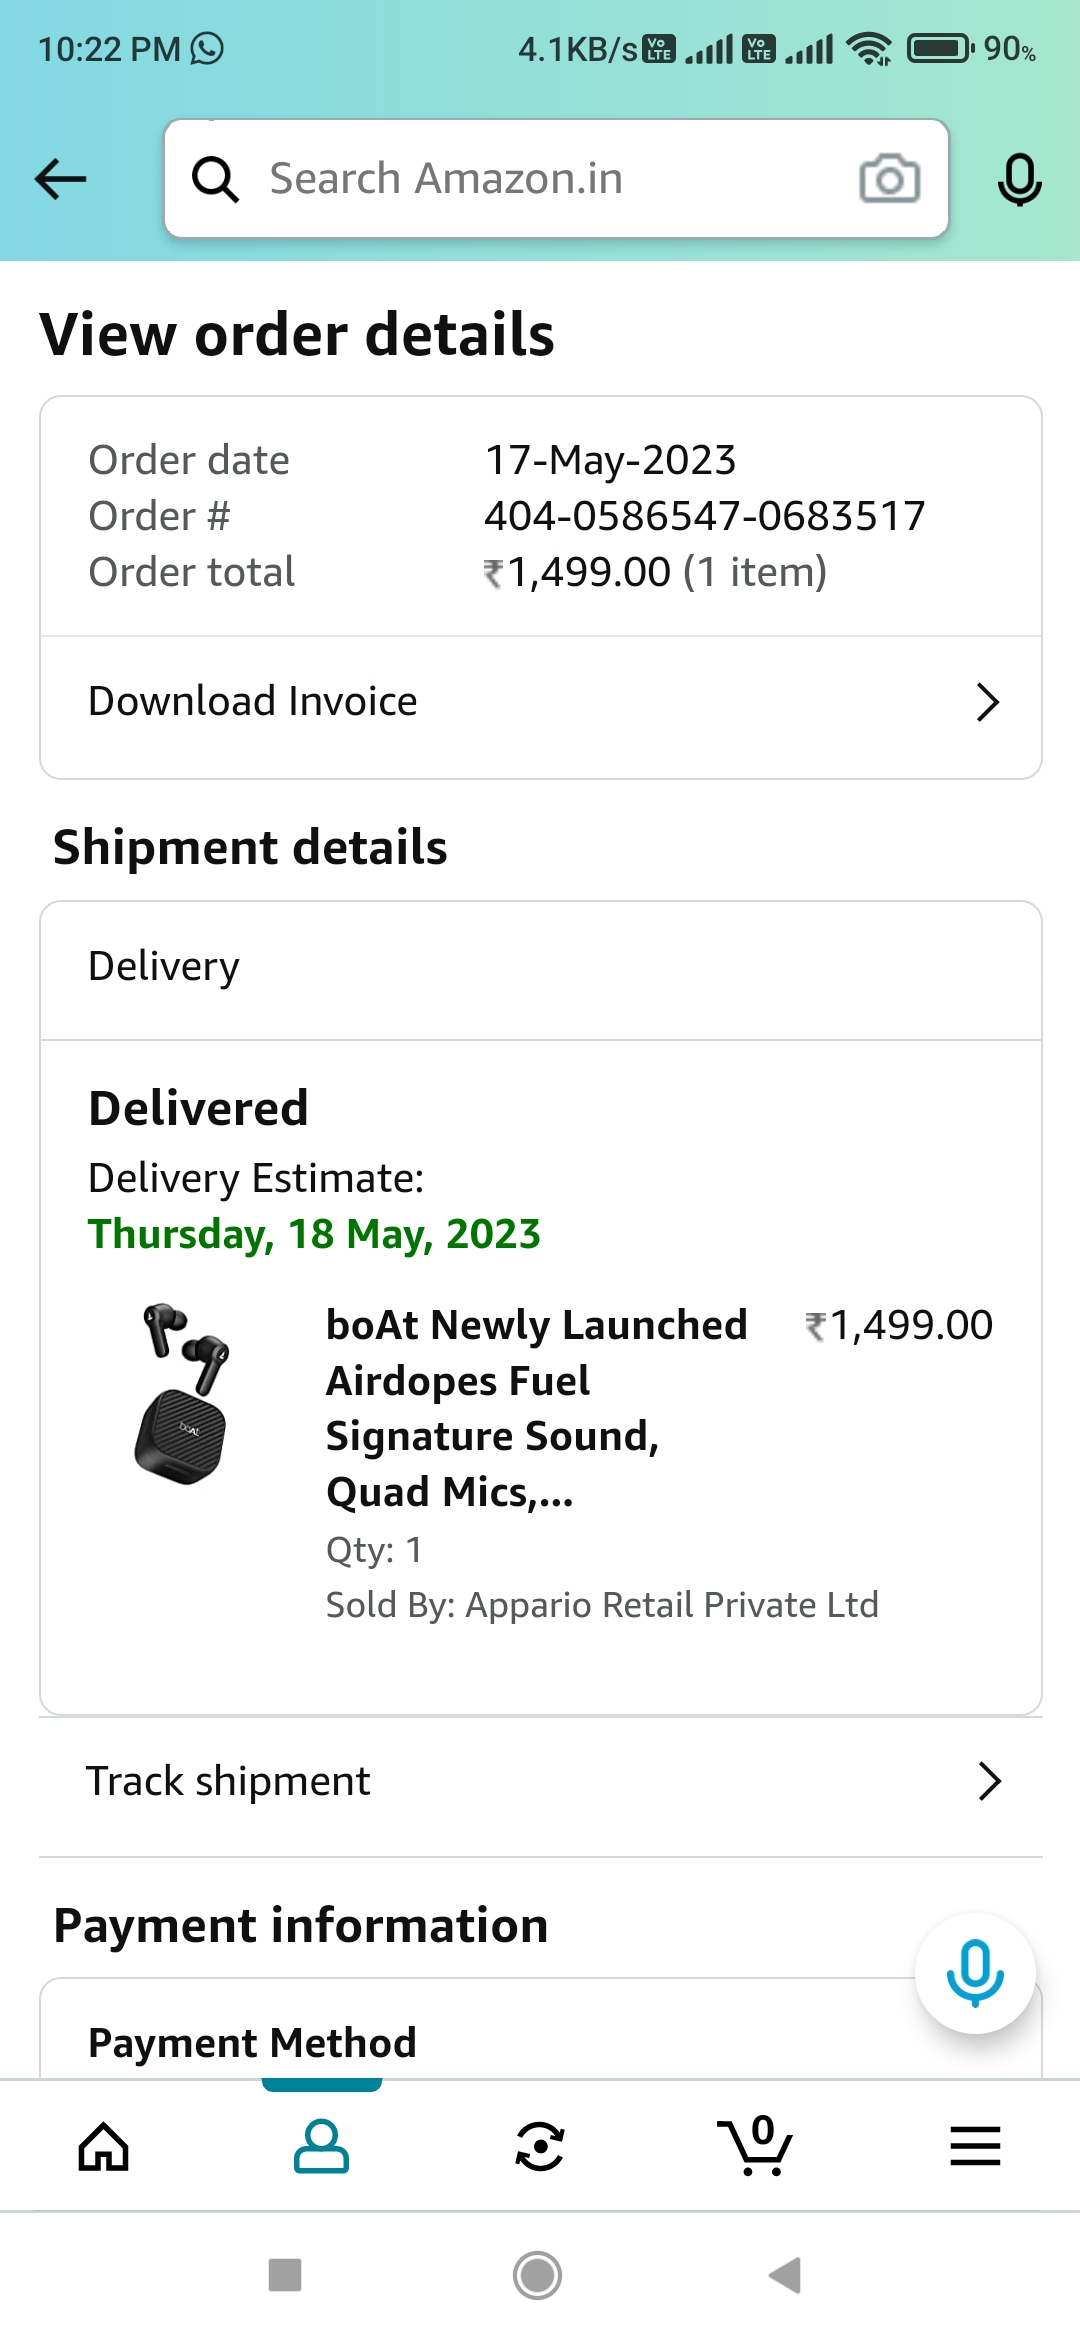 10:22 PM 4.1KB/s Vo LTE Vo LTE 90%
Search Amazon.in
View order details
Order date 17-May-2023
Order # 404-0586547-0683517
Order total ₹1,499.00 (1 item)
Download Invoice
Shipment details
Delivery
Delivered
Delivery Estimate:
Thursday, 18 May, 2023
boAt Newly Launched ₹1,499.00
Airdopes Fuel
Signature Sound,
Quad Mics,...
Qty: 1
Sold By: Appario Retail Private Ltd
boAt
Track shipment
Payment information
Payment Method
0